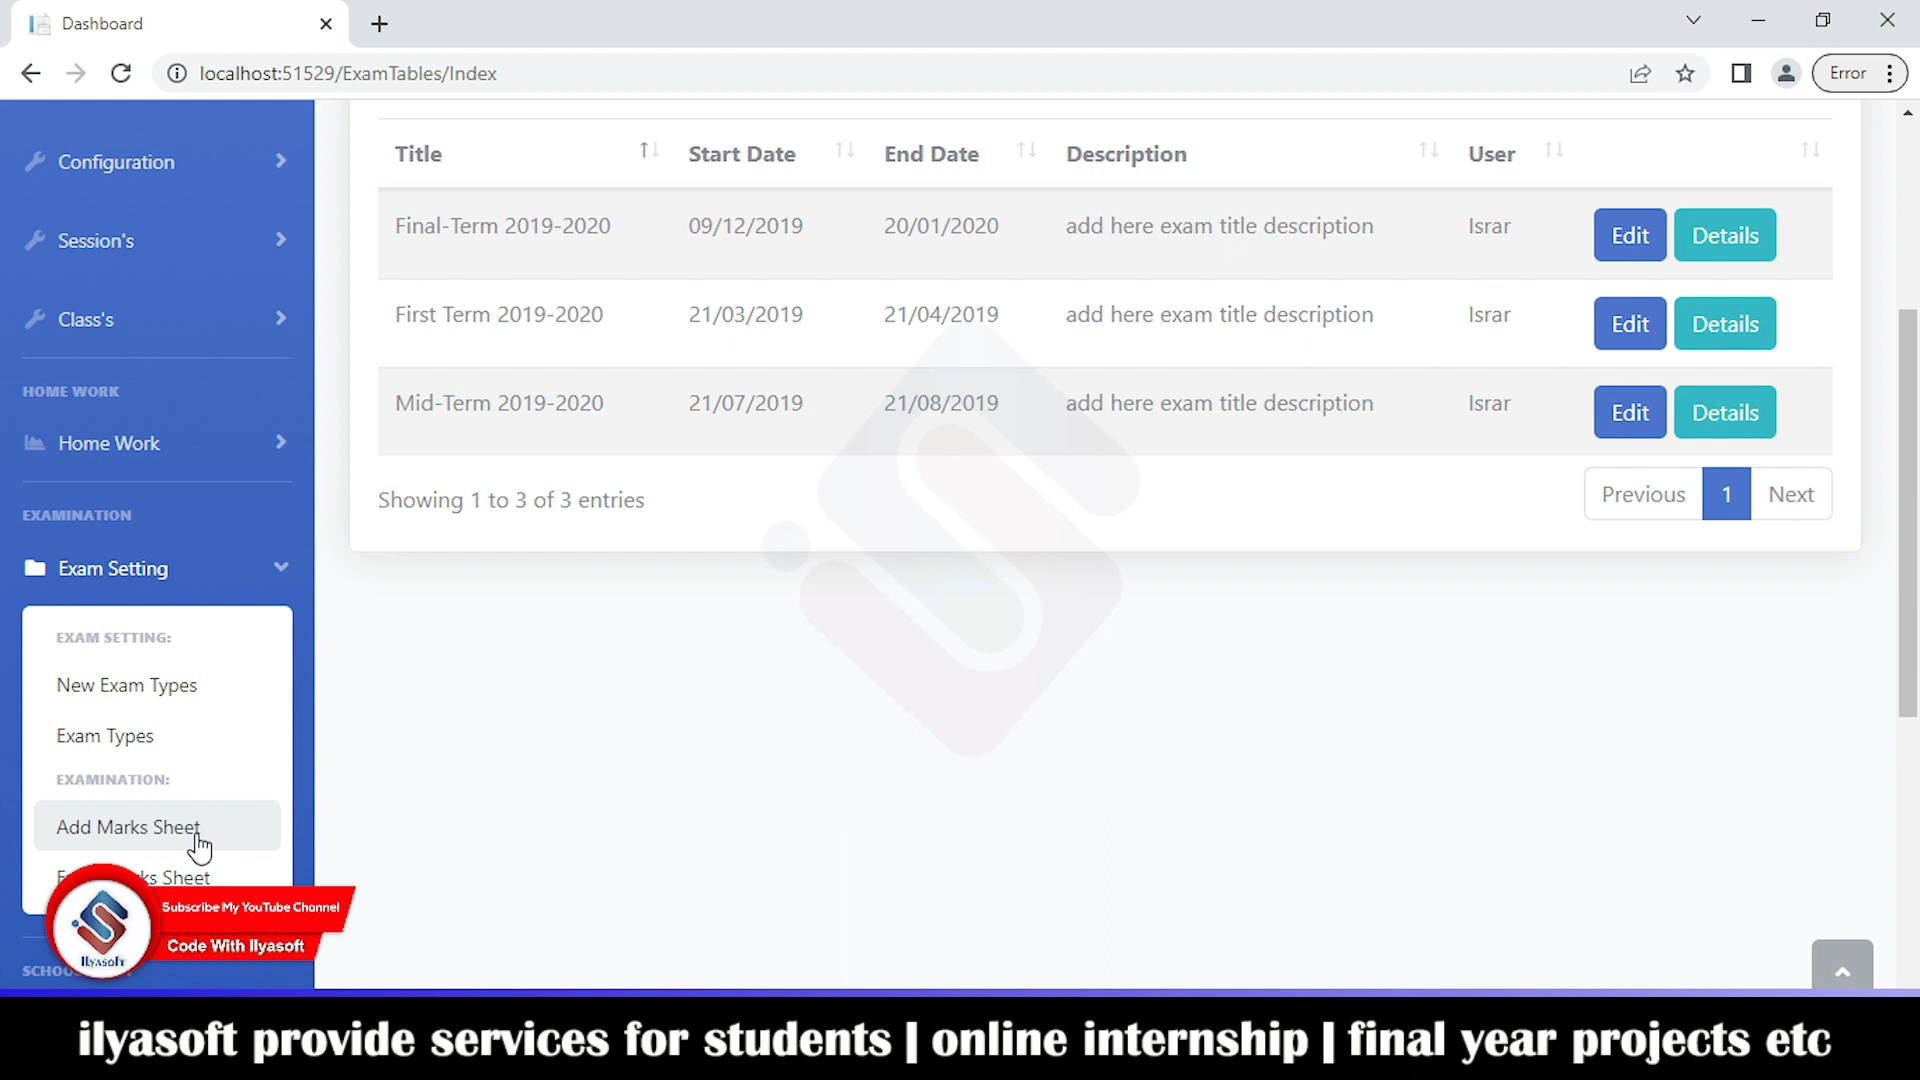 Dashboard
localhost:51529/ExamTables/Index
Error
Configuration
Session's
Class's
HOME WORK
Home Work
EXAMINATION
Exam Setting
EXAM SETTING:
New Exam Types
Exam Types
EXAMINATION:
Add Marks Sheet
Sheet
Title Start Date End Date Description User
Final-Term 2019-2020 09/12/2019 20/01/2020 add here exam title description Israr Edit Details
First Term 2019-2020 21/03/2019 21/04/2019 add here exam title description Israr Edit Details
Mid-Term 2019-2020 21/07/2019 21/08/2019 add here exam title description Israr Edit Details
Showing 1 to 3 of 3 entries
Previous 1 Next
Subscribe My YouTube Channel
Code With Ilyasoft
Ilyasoft
ilyasoft provide services for students | online internship | final year projects etc